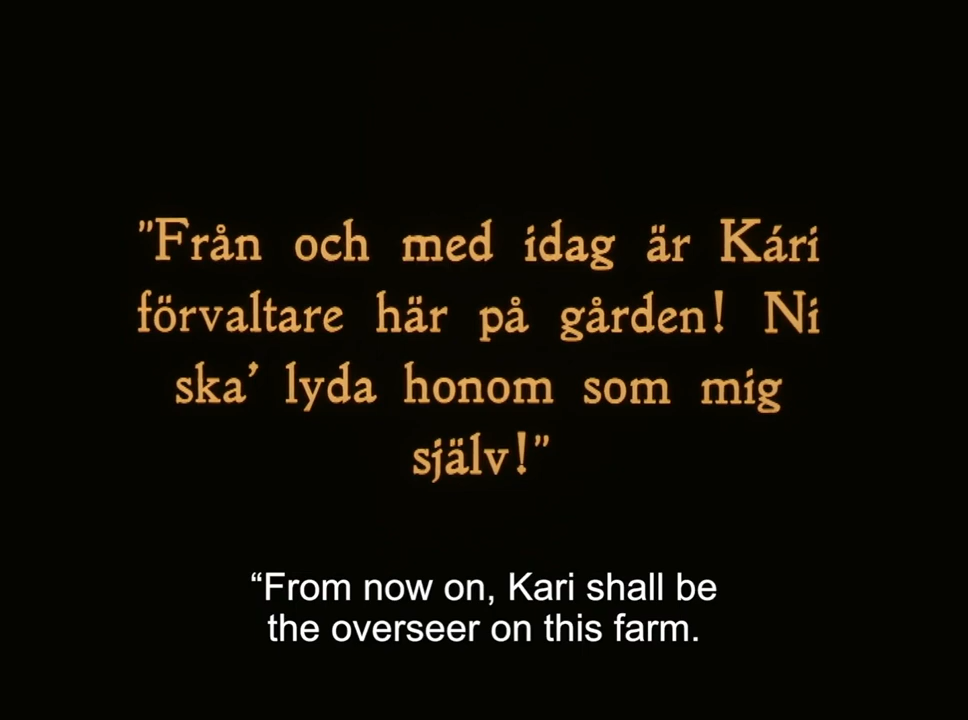 "Från och med idag är Kári
förvaltare här på gården! Ni
ska’ lyda honom som mig
själv!”
“From now on, Kari shall be
the overseer on this farm.